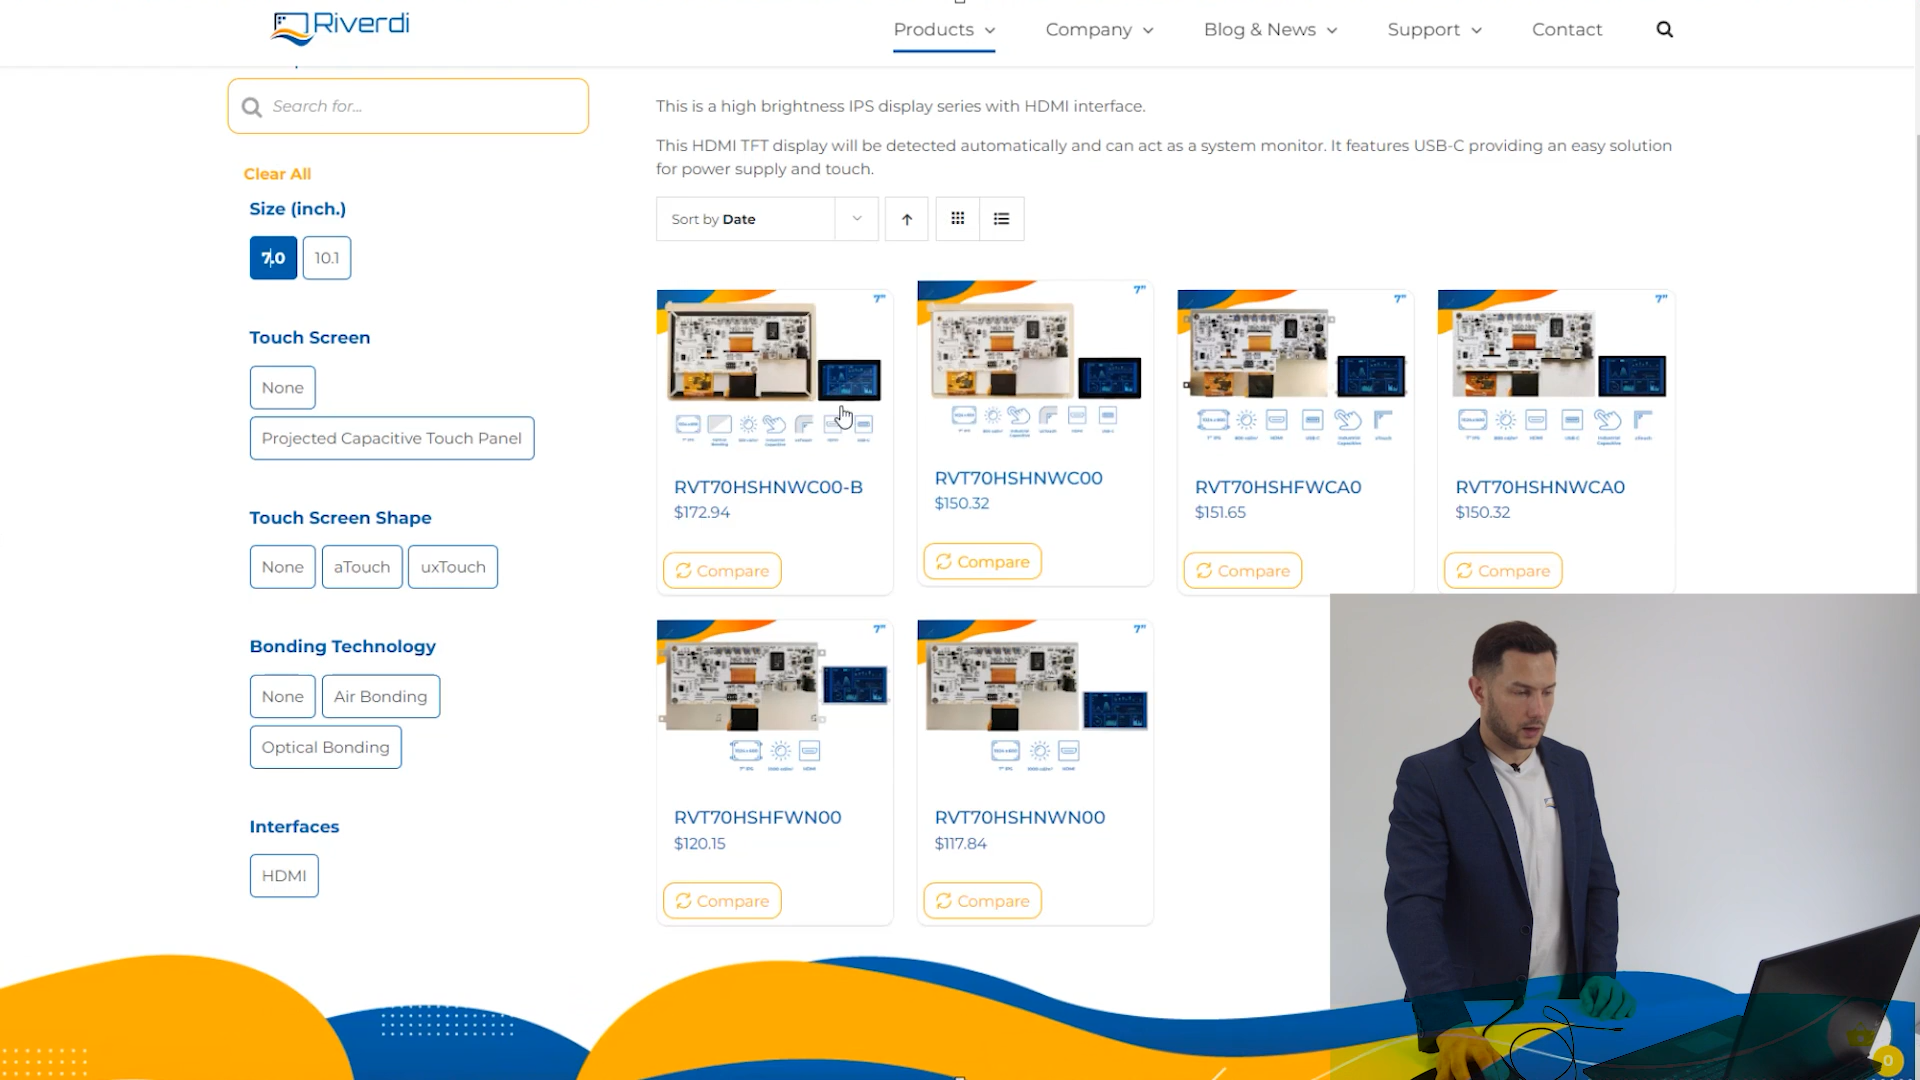 Riverdi
Products
Company
Blog & News
Support
Contact
Search for...
Clear All
Size (inch.)
7.0
10.1
Touch Screen
None
Projected Capacitive Touch Panel
Touch Screen Shape
None
aTouch
uxTouch
Bonding Technology
None
Air Bonding
Optical Bonding
Interfaces
HDMI
This is a high brightness IPS display series with HDMI interface.
This HDMI TFT display will be detected automatically and can act as a system monitor. It features USB-C providing an easy solution
for power supply and touch.
Sort by Date
7"
RVT70HSHNWC00-B
$172.94
Compare
7"
RVT70HSHNWC00
$150.32
Compare
7"
RVT70HSHFWCA0
$151.65
Compare
7"
RVT70HSHNWCA0
$150.32
Compare
7"
RVT70HSHFWN00
$120.15
Compare
7"
RVT70HSHNWN00
$117.84
Compare
0